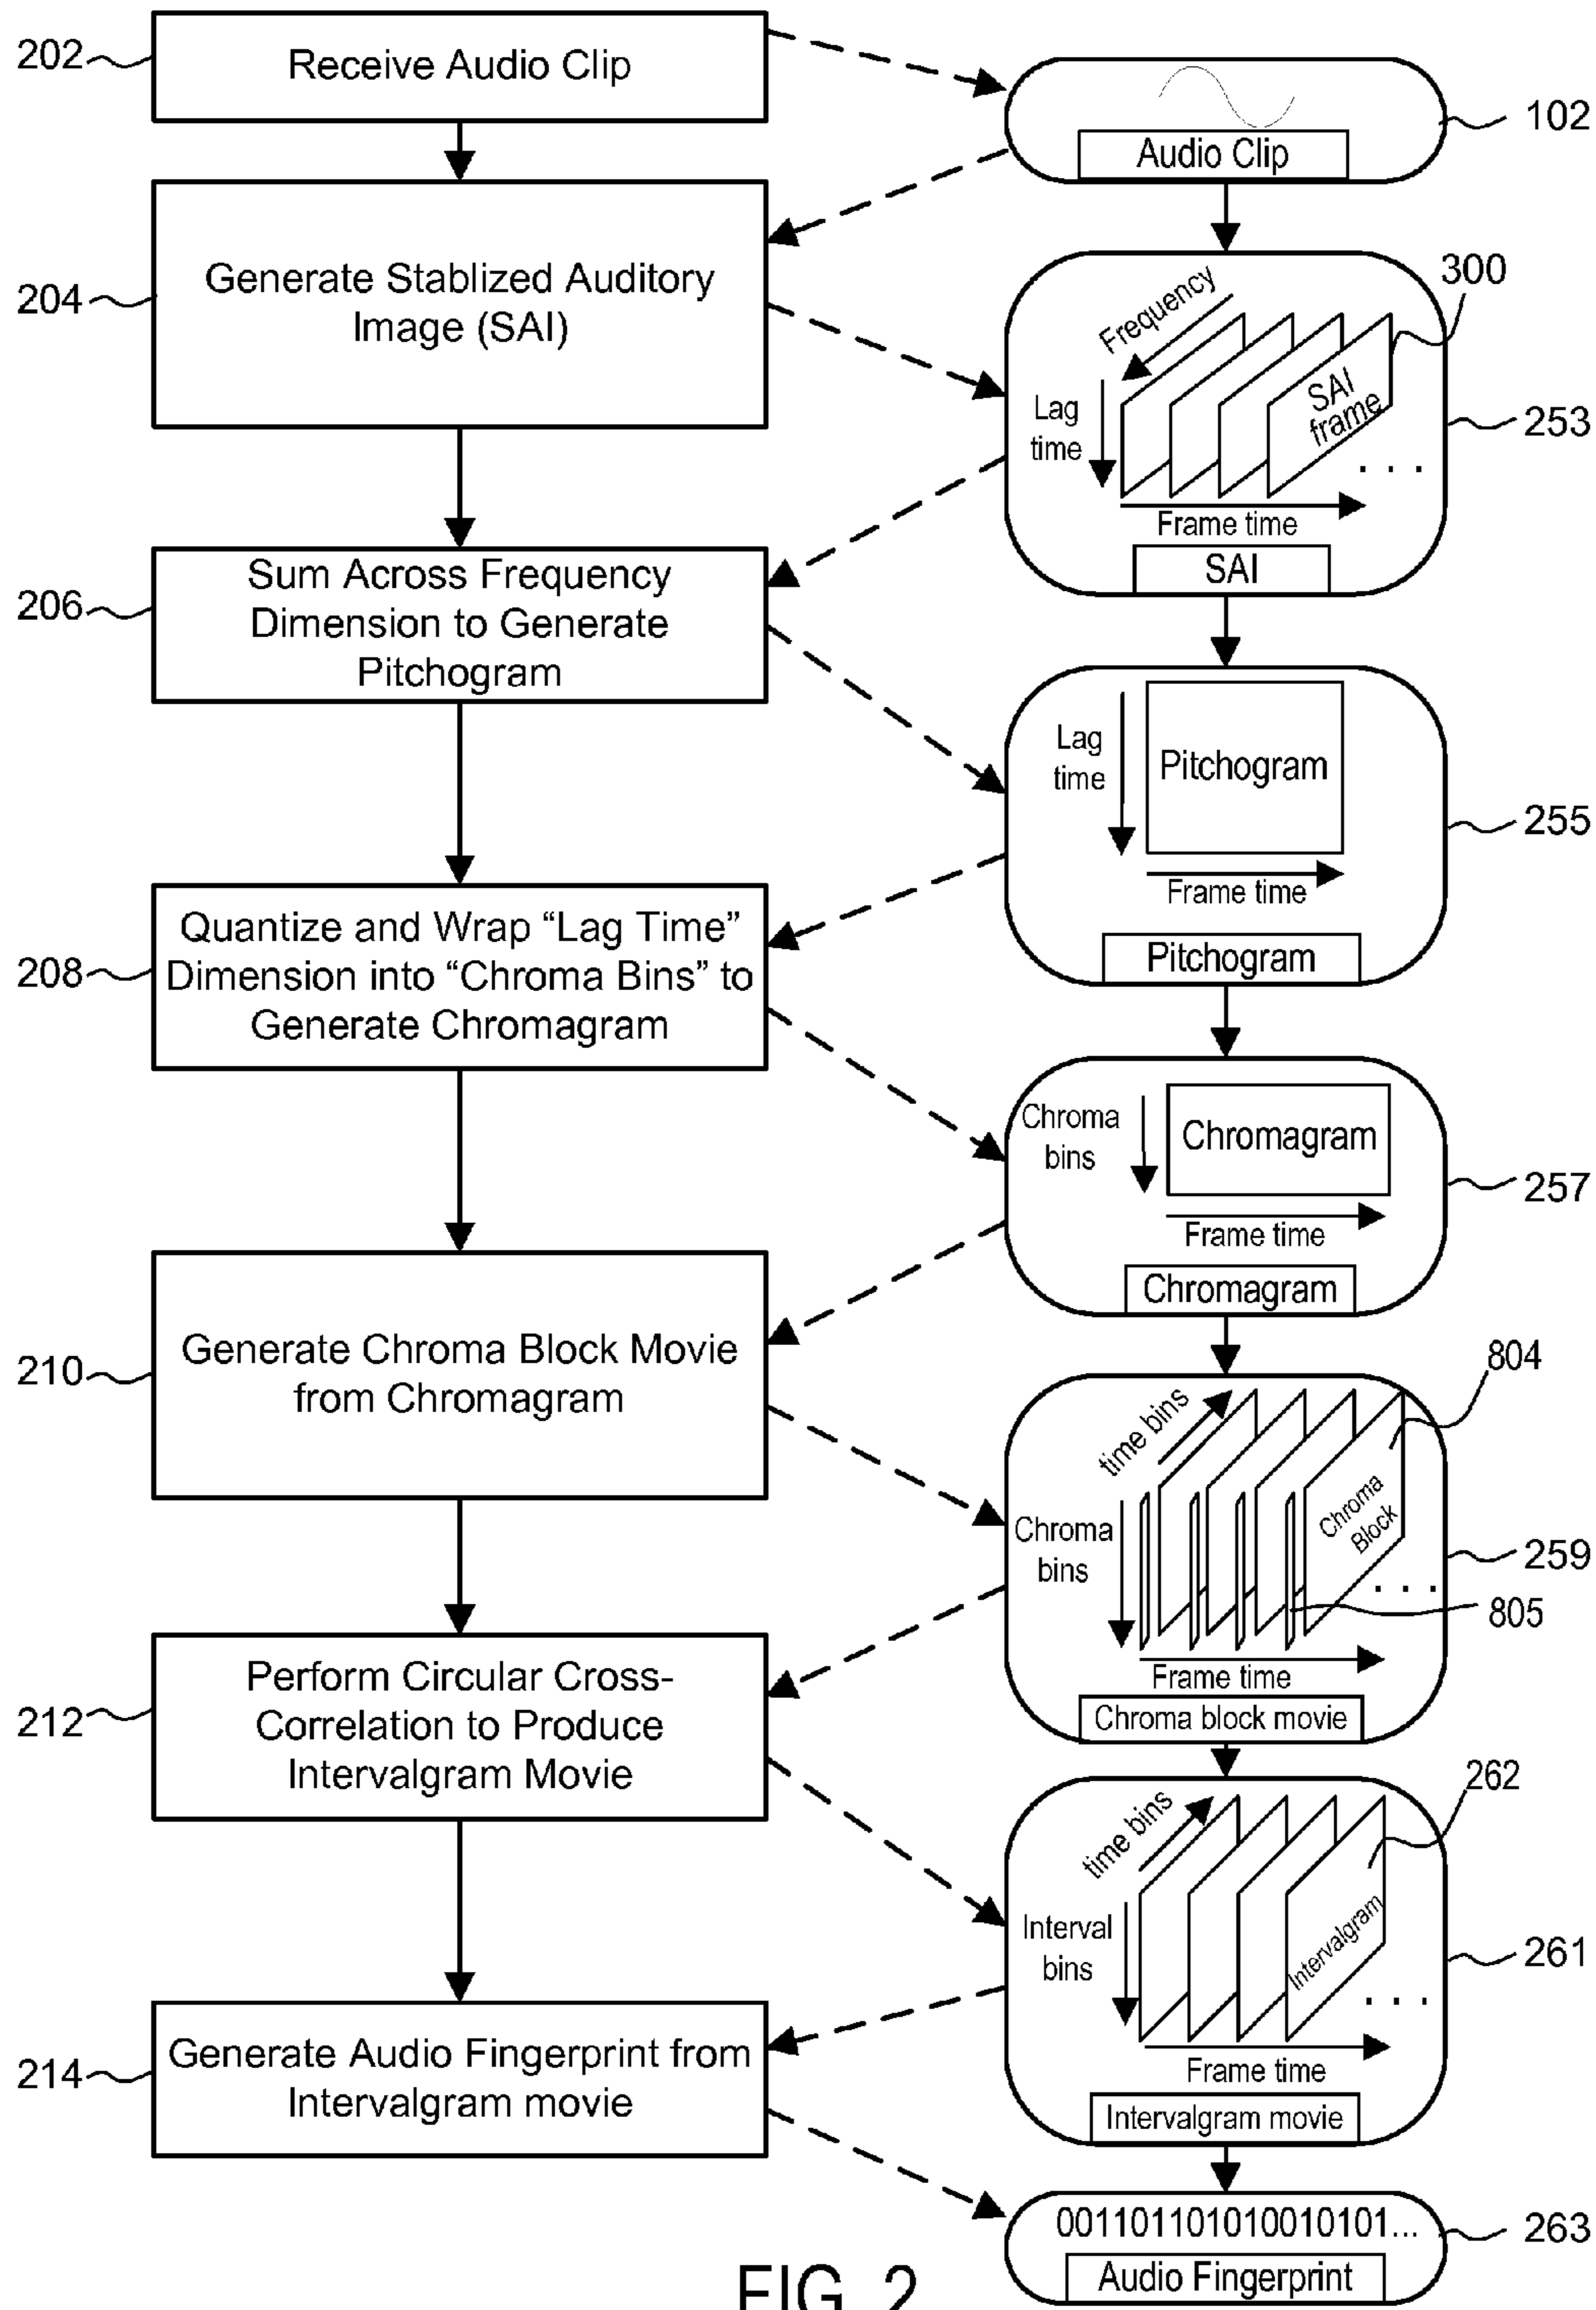 202
Receive Audio Clip
102
Audio Clip
204
Generate Stablized Auditory
Image (SAI)
300
Frequency
Lag
time
SAI
frame
. . .
Frame time
SAI
253
206
Sum Across Frequency
Dimension to Generate
Pitchogram
Lag
time
Pitchogram
Frame time
Pitchogram
255
208
Quantize and Wrap “Lag Time”
Dimension into “Chroma Bins” to
Generate Chromagram
Chroma
bins
Chromagram
Frame time
Chromagram
257
210
Generate Chroma Block Movie
from Chromagram
804
time bins
Chroma
bins
Chroma
Block
. . .
805
Frame time
Chroma block movie
259
212
Perform Circular Cross-
Correlation to Produce
Intervalgram Movie
262
time bins
Interval
bins
Intervalgram
. . .
Frame time
Intervalgram movie
261
214
Generate Audio Fingerprint from
Intervalgram movie
001101101010010101...
Audio Fingerprint
263
FIG. 2